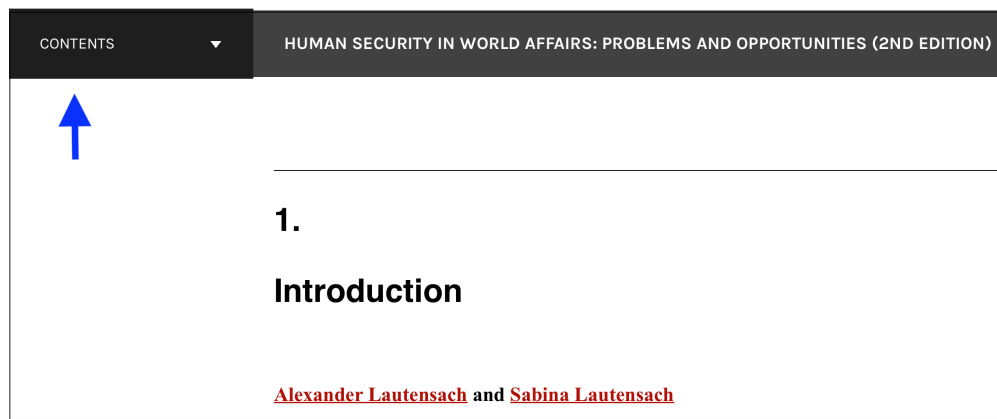 CONTENTS
HUMAN SECURITY IN WORLD AFFAIRS: PROBLEMS AND OPPORTUNITIES (2ND EDITION)
1.
Introduction
Alexander Lautensach and Sabina Lautensach